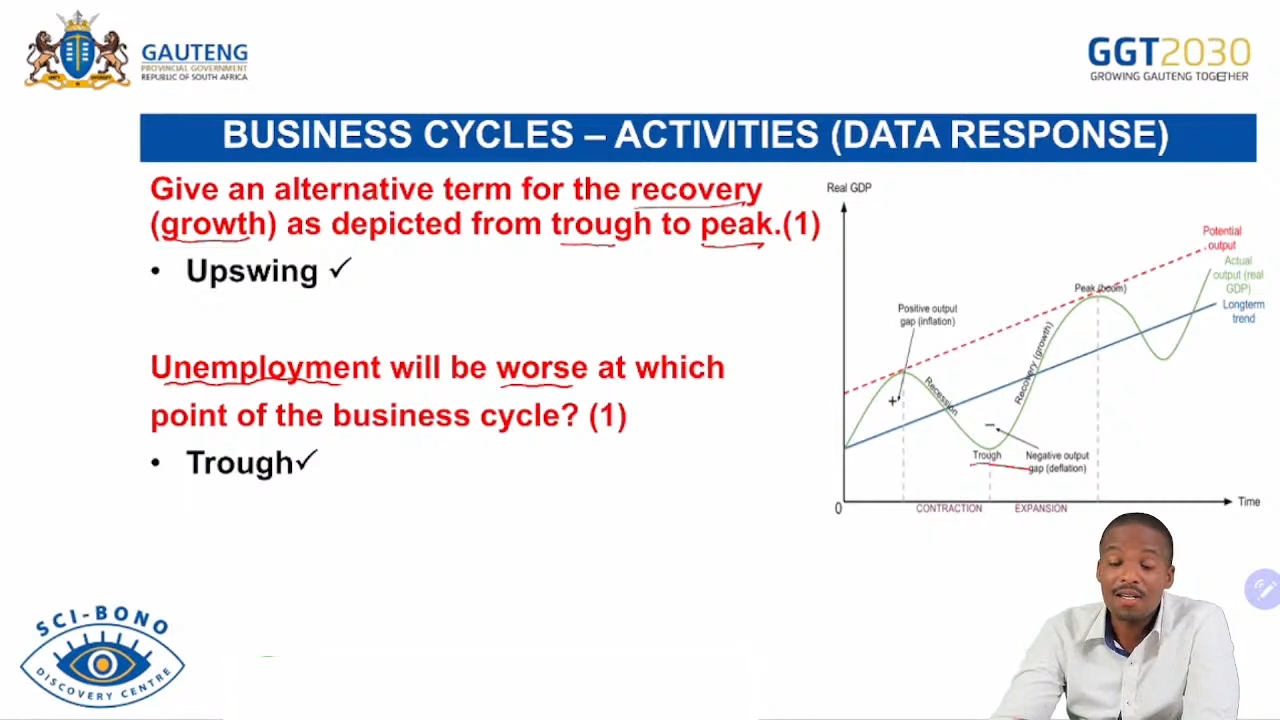 GAUTENG
PROVINCIAL GOVERNMENT
REPUBLIC OF SOUTH AFRICA
GGT2030
GROWING GAUTENG TOGETHER
BUSINESS CYCLES – ACTIVITIES (DATA RESPONSE)
Give an alternative term for the recovery
(growth) as depicted from trough to peak.(1)
• Upswing ✓
Unemployment will be worse at which
point of the business cycle? (1)
• Trough✓
Real GDP
Potential
output
Actual
output (real
GDP)
Longterm
trend
Peak (boom)
Positive output
gap (inflation)
+
Recession
Recovery (growth)
–
Trough
Negative output
gap (deflation)
0
Time
CONTRACTION
EXPANSION
SCI-BONO
DISCOVERY CENTRE